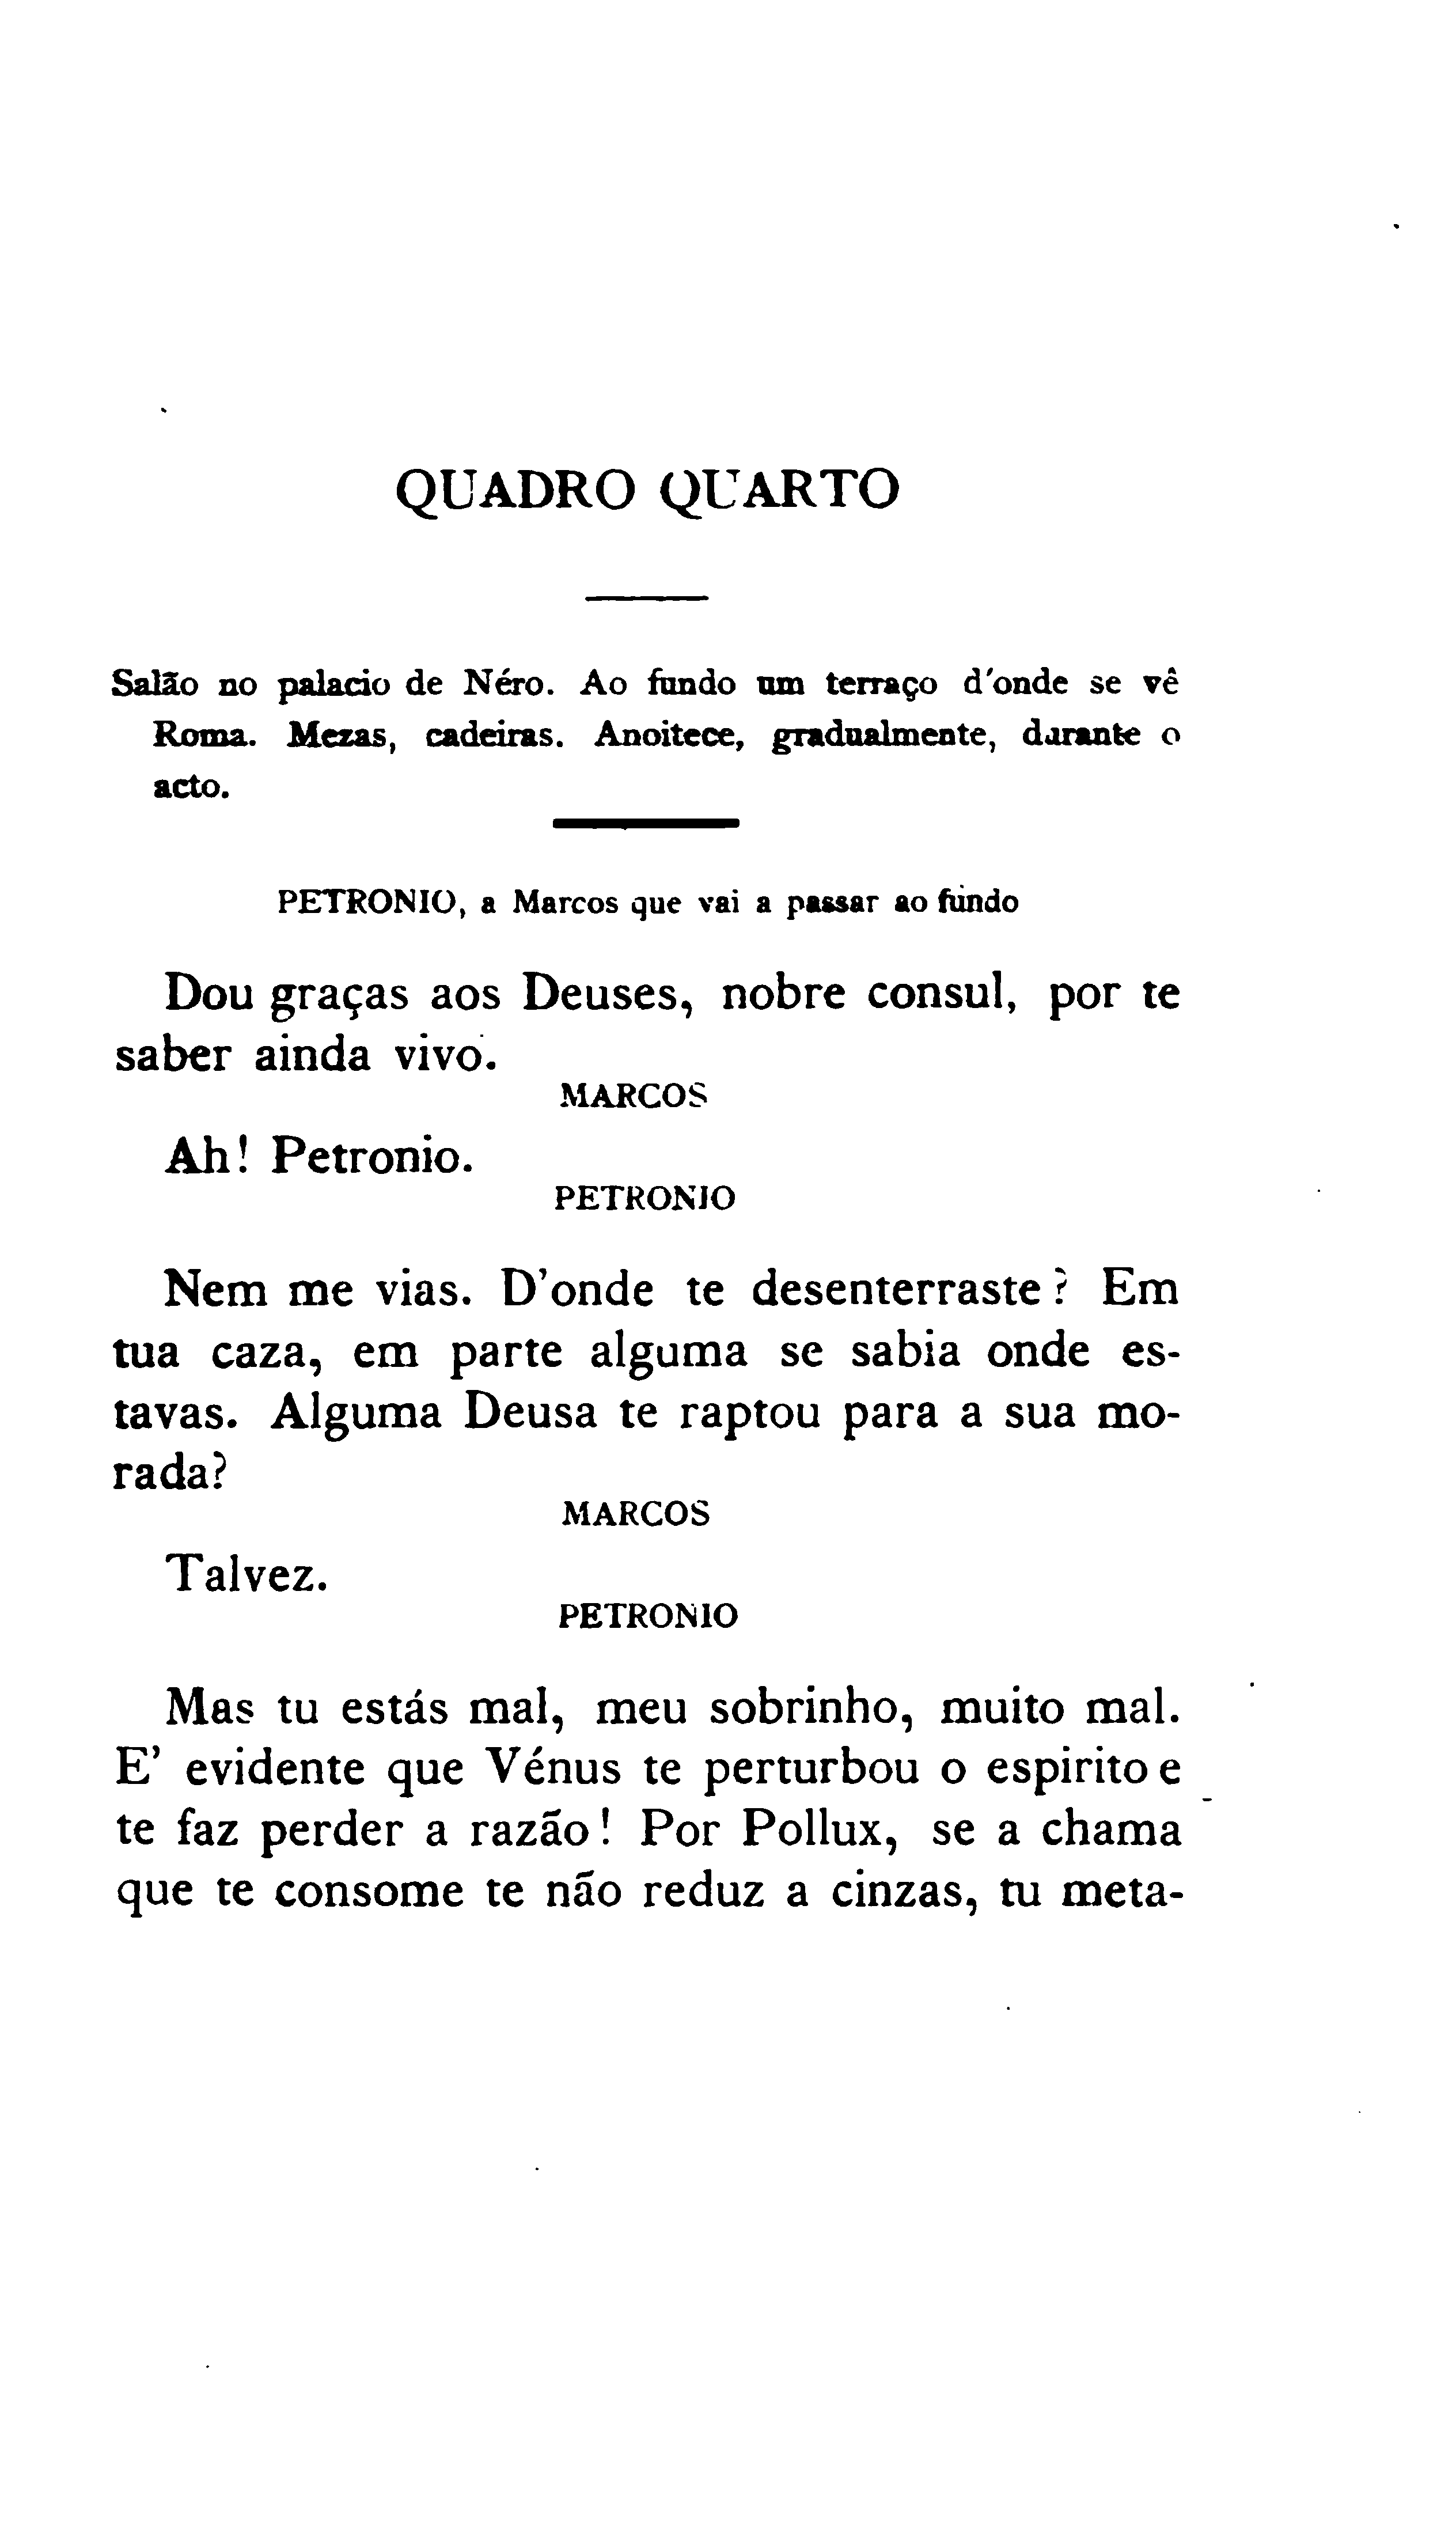 QUADRO QUARTO
Salão no palacio de Néro. Ao fundo um terraço d'onde se vê
Roma. Mezas, cadeiras. Anoitece, gradualmente, durante o
acto.
PETRONIO, a Marcos que vai a passar ao fundo
Dou graças aos Deuses, nobre consul, por te
saber ainda vivo.
MARCOS
Ah! Petronio.
PETRONIO
Nem me vias. D'onde te desenterraste? Em
tua caza, em parte alguma se sabia onde es-
tavas. Alguma Deusa te raptou para a sua mo-
rada?
MARCOS
Talvez.
PETRONIO
Mas tu estás mal, meu sobrinho, muito mal.
E' evidente que Vénus te perturbou o espirito e
te faz perder a razão! Por Pollux, se a chama
que te consome te não reduz a cinzas, tu meta-